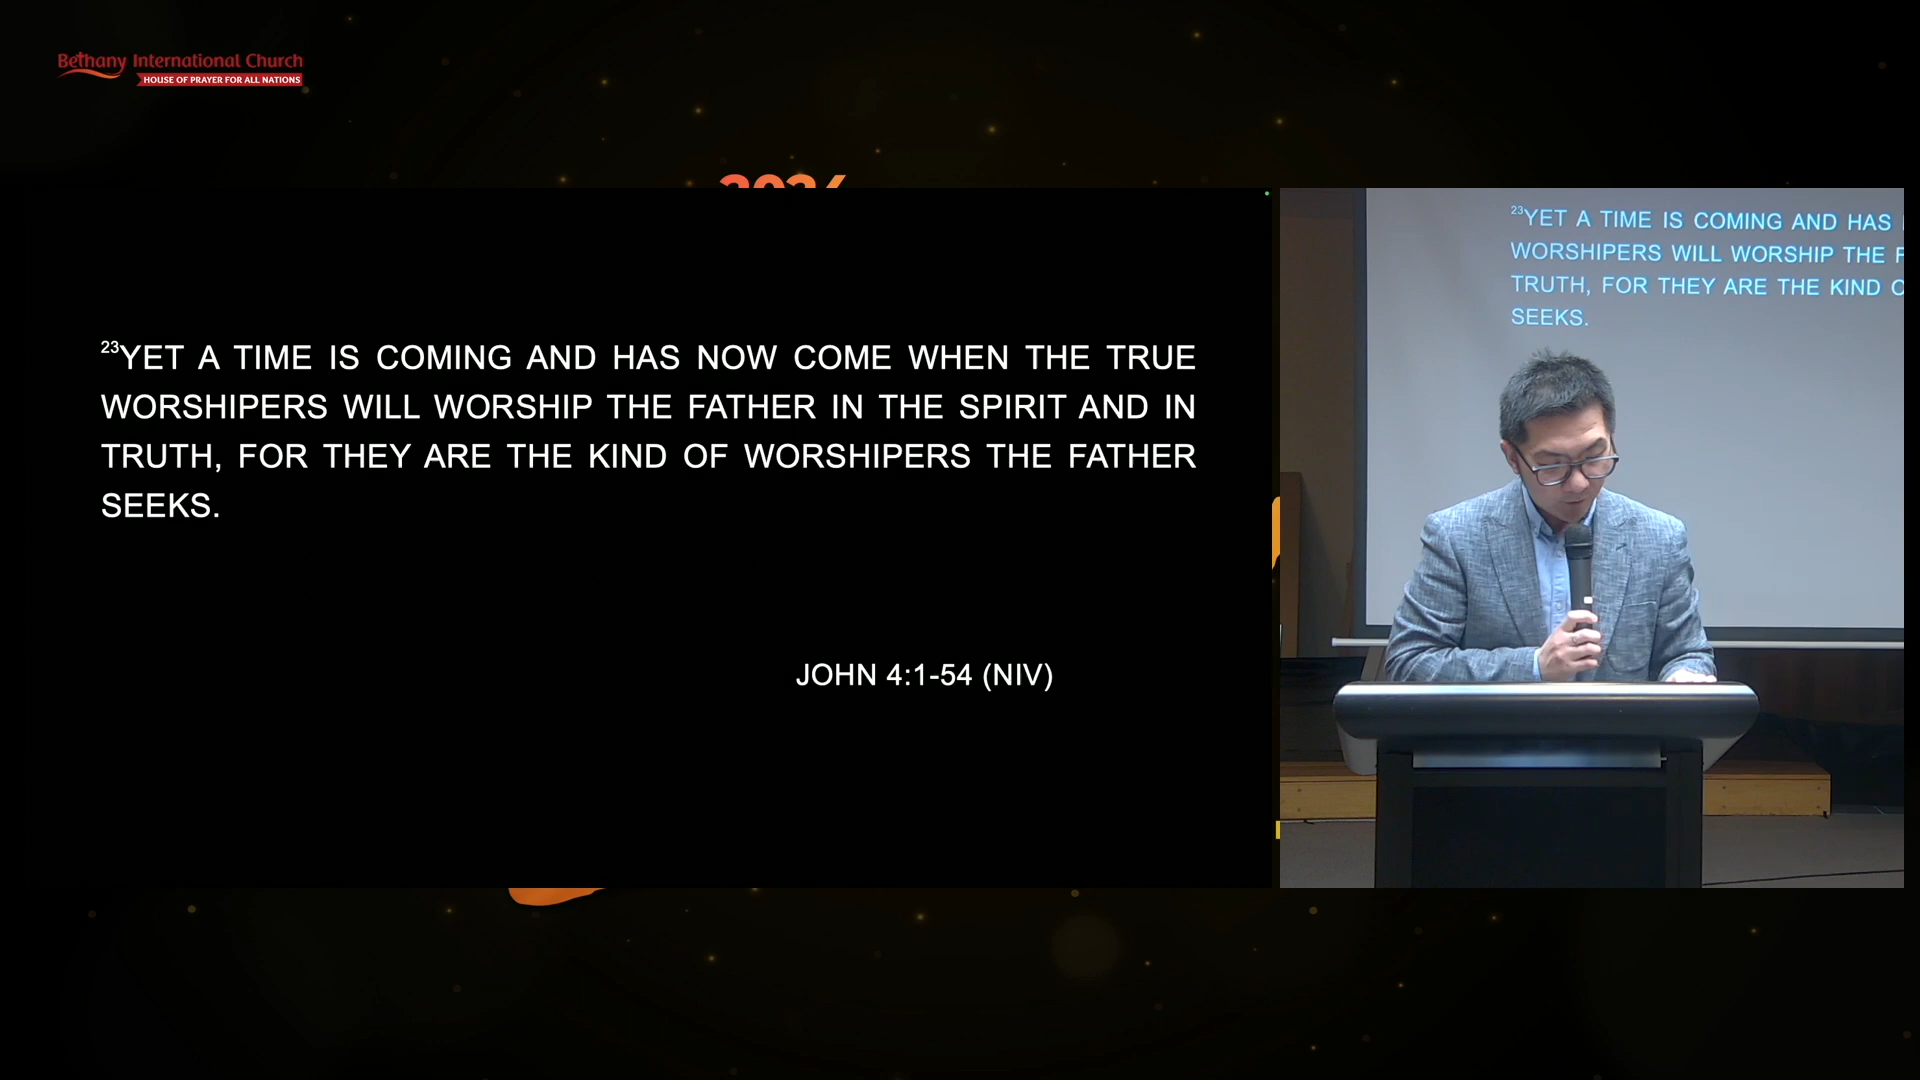 Bethany International Church
HOUSE OF PRAYER FOR ALL NATIONS
23YET A TIME IS COMING AND HAS NOW COME WHEN THE TRUE
WORSHIPERS WILL WORSHIP THE FATHER IN THE SPIRIT AND IN
TRUTH, FOR THEY ARE THE KIND OF WORSHIPERS THE FATHER
SEEKS.
JOHN 4:1-54 (NIV)
23YET A TIME IS COMING AND HAS
WORSHIPERS WILL WORSHIP THE
TRUTH, FOR THEY ARE THE KIND
SEEKS.